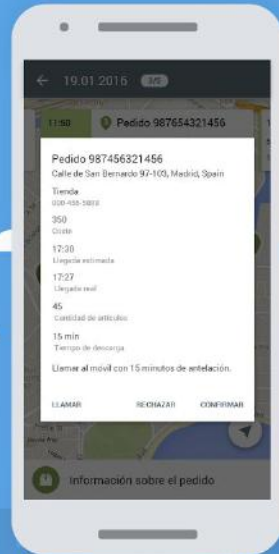 19.01.2016 3/5
11:50 Pedido 987654321456
Pedido 987456321456
Calle de San Bernardo 97-103, Madrid, Spain
Tienda
350
Coste
17:30
Llegada estimada
17:27
Llegada real
45
Cantidad de artículos
15 min
Tiempo de descarga
Llamar al móvil con 15 minutos de antelación.
LLAMAR RECHAZAR CONFIRMAR
Información sobre el pedido